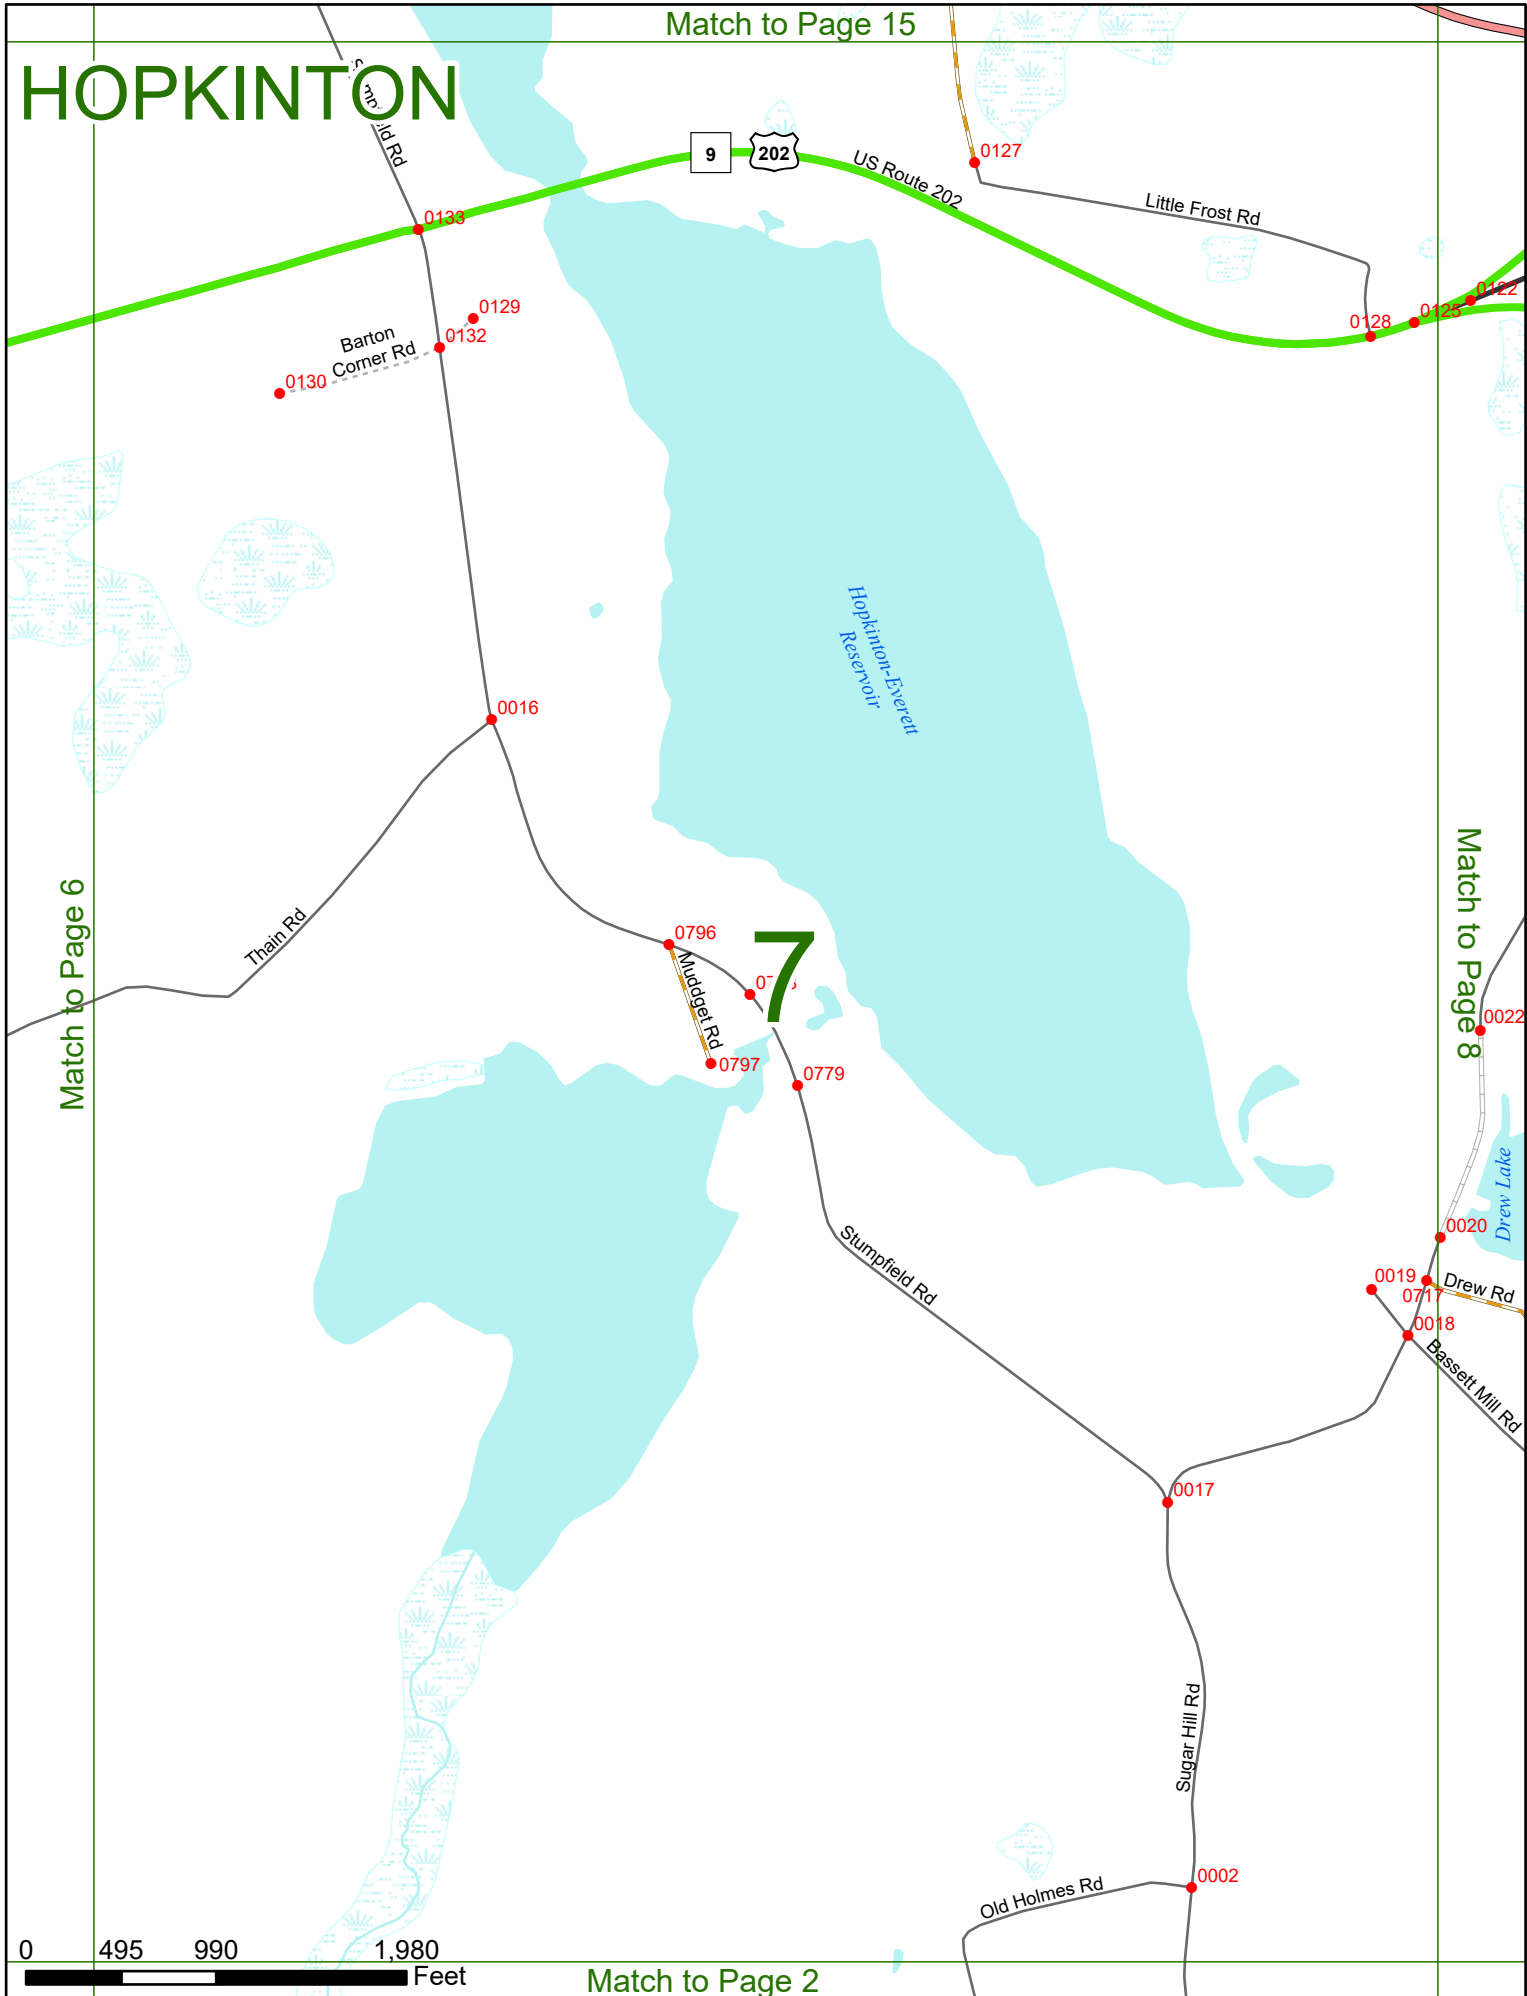 Match to Page 15
HOPKINTON
9
202
US Route 202
0127
Little Frost Rd
0133
0122
0125
0128
0129
0132
Barton
Corner Rd
0130
Hopkinton-Everett
Reservoir
0016
Match to Page 6
Match to Page 8
Thain Rd
0796
7
Muddget Rd
0797
0779
0022
Drew Lake
0020
Stumpfield Rd
0019
0717
Drew Rd
0018
Bassett Mill Rd
0017
Sugar Hill Rd
0002
Old Holmes Rd
0 495 990 1,980
Feet
Match to Page 2